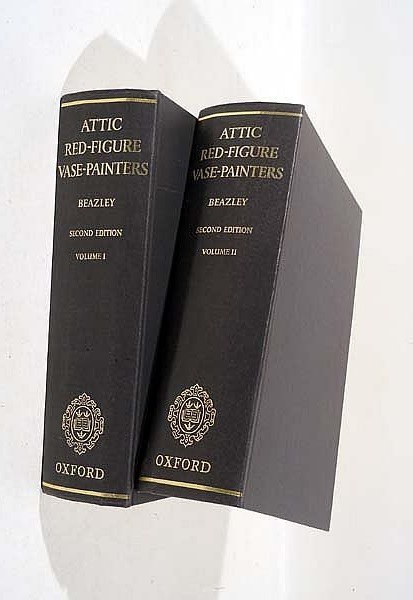 ATTIC
RED-FIGURE
VASE-PAINTERS
BEAZLEY
SECOND EDITION
VOLUME I
OXFORD
ATTIC
RED-FIGURE
VASE-PAINTERS
BEAZLEY
SECOND EDITION
VOLUME II
OXFORD